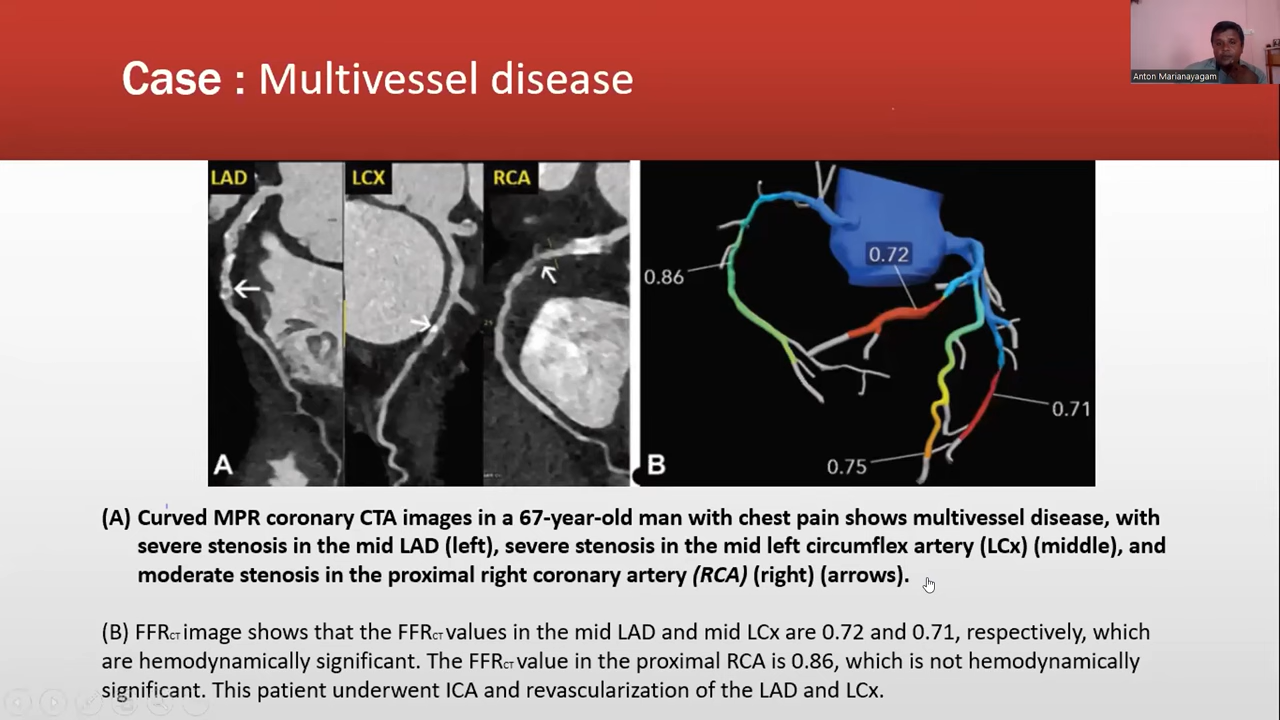 Case : Multivessel disease
Anton Marianayagam
LAD
LCX
RCA
A
0.86
0.72
0.71
0.75
B
(A) Curved MPR coronary CTA images in a 67-year-old man with chest pain shows multivessel disease, with
severe stenosis in the mid LAD (left), severe stenosis in the mid left circumflex artery (LCx) (middle), and
moderate stenosis in the proximal right coronary artery (RCA) (right) (arrows).
(B) FFRCT image shows that the FFRCT values in the mid LAD and mid LCx are 0.72 and 0.71, respectively, which
are hemodynamically significant. The FFRCT value in the proximal RCA is 0.86, which is not hemodynamically
significant. This patient underwent ICA and revascularization of the LAD and LCx.